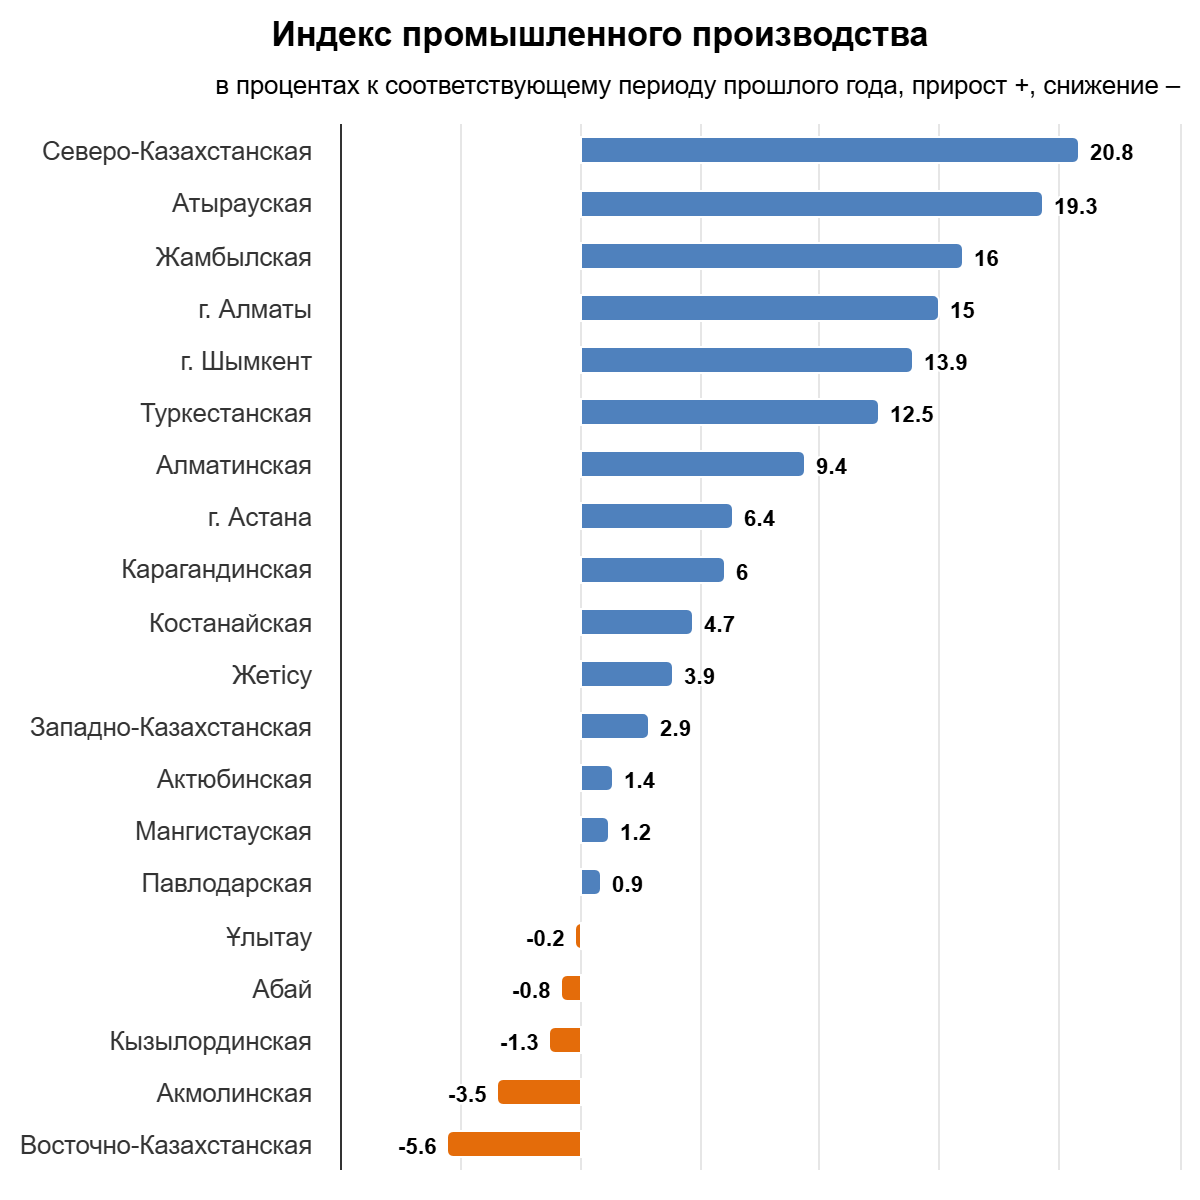 Индекс промышленного производства
в процентах к соответствующему периоду прошлого года, прирост +, снижение –
Северо-Казахстанская 20.8
Атырауская 19.3
Жамбылская 16
г. Алматы 15
г. Шымкент 13.9
Туркестанская 12.5
Алматинская 9.4
г. Астана 6.4
Карагандинская 6
Костанайская 4.7
Жетісу 3.9
Западно-Казахстанская 2.9
Актюбинская 1.4
Мангистауская 1.2
Павлодарская 0.9
Ұлытау -0.2
Абай -0.8
Кызылординская -1.3
Акмолинская -3.5
Восточно-Казахстанская -5.6